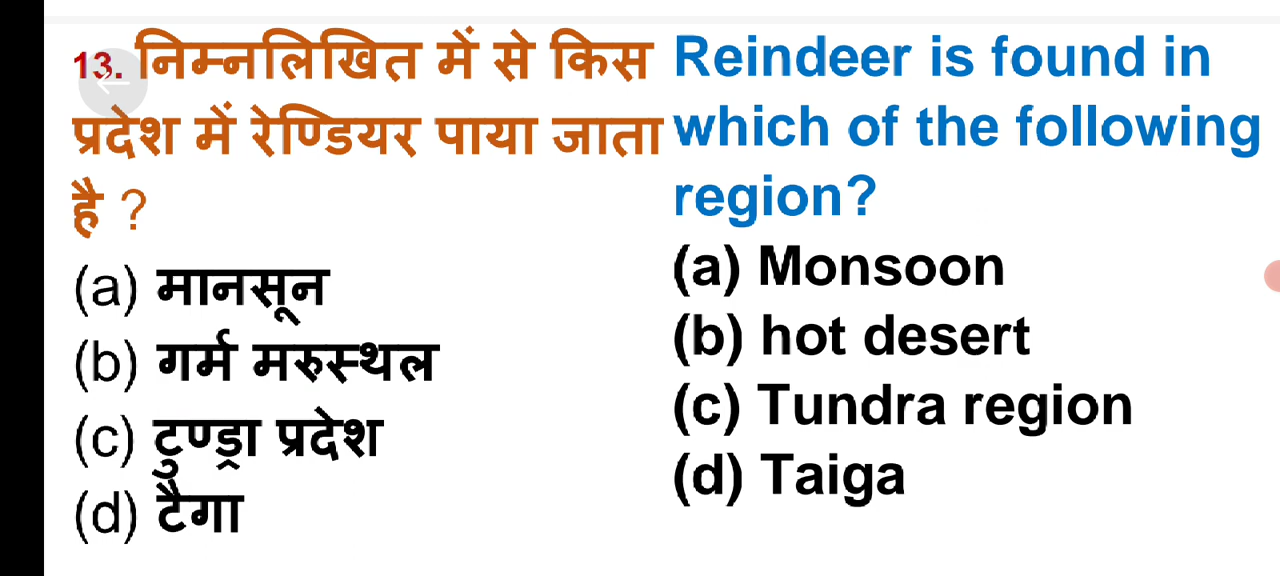 13. निम्नलिखित में से किस
प्रदेश में रेण्डियर पाया जाता
है ?
(a) मानसून
(b) गर्म मरुस्थल
(c) टुण्ड्रा प्रदेश
(d) टैगा
Reindeer is found in
which of the following
region?
(a) Monsoon
(b) hot desert
(c) Tundra region
(d) Taiga